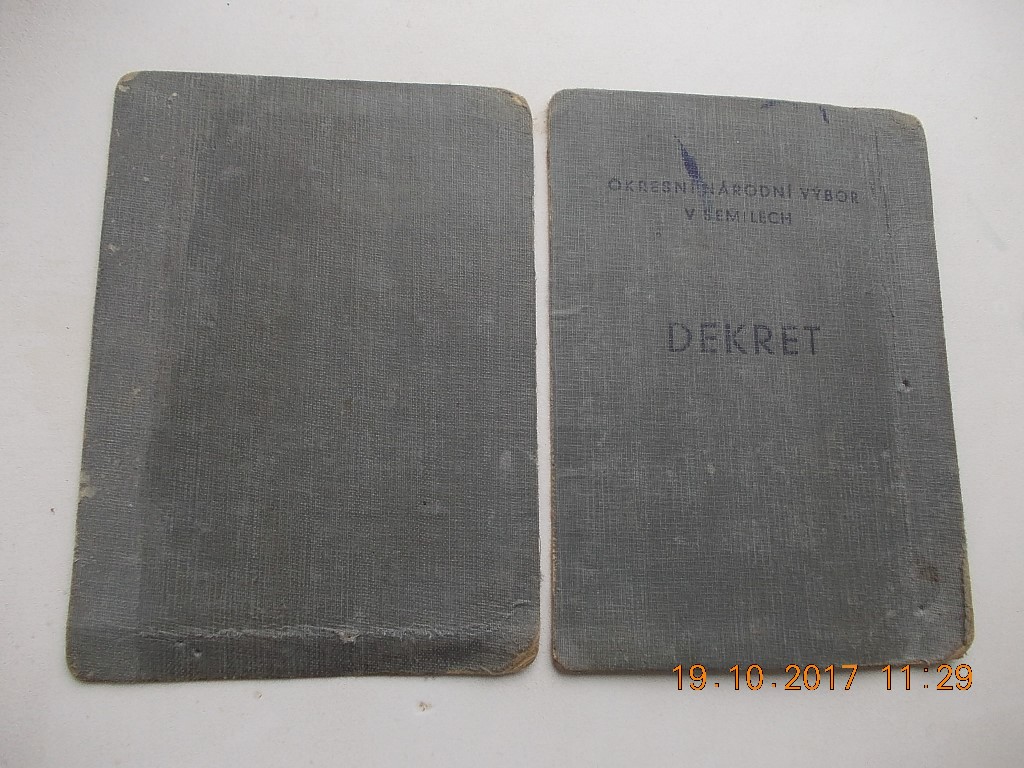 OKRESNÍ NÁRODNÍ VÝBOR
V SEMILECH
DEKRET
19.10.2017 11:29